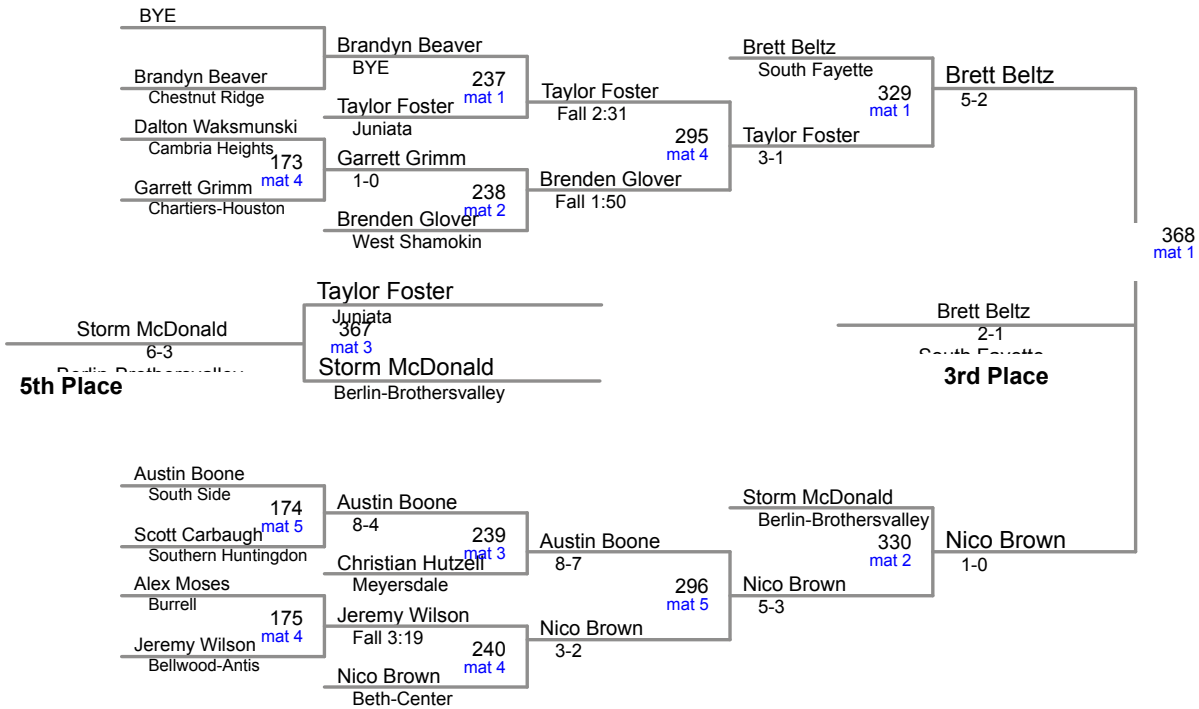 BYE
Brandyn Beaver
Chestnut Ridge
Brandyn Beaver
BYE
237
mat 1
Taylor Foster
Juniata
Dalton Waksmunski
Cambria Heights
173
mat 4
Garrett Grimm
Chartiers-Houston
Garrett Grimm
1-0
238
mat 2
Brenden Glover
West Shamokin
Taylor Foster
Fall 2:31
295
mat 4
Brenden Glover
Fall 1:50
Brett Beltz
South Fayette
329
mat 1
Taylor Foster
3-1
Brett Beltz
5-2
368
mat 1
Taylor Foster
Juniata
367
mat 3
Storm McDonald
Berlin-Brothersvalley
Storm McDonald
6-3
Berlin-Brothersvalley
5th Place
Brett Beltz
2-1
South Fayette
3rd Place
Austin Boone
South Side
174
mat 5
Scott Carbaugh
Southern Huntingdon
Austin Boone
8-4
239
mat 3
Christian Hutzell
Meyersdale
Alex Moses
Burrell
175
mat 4
Jeremy Wilson
Bellwood-Antis
Jeremy Wilson
Fall 3:19
240
mat 4
Nico Brown
Beth-Center
Austin Boone
8-7
296
mat 5
Nico Brown
3-2
Storm McDonald
Berlin-Brothersvalley
330
mat 2
Nico Brown
5-3
Nico Brown
1-0